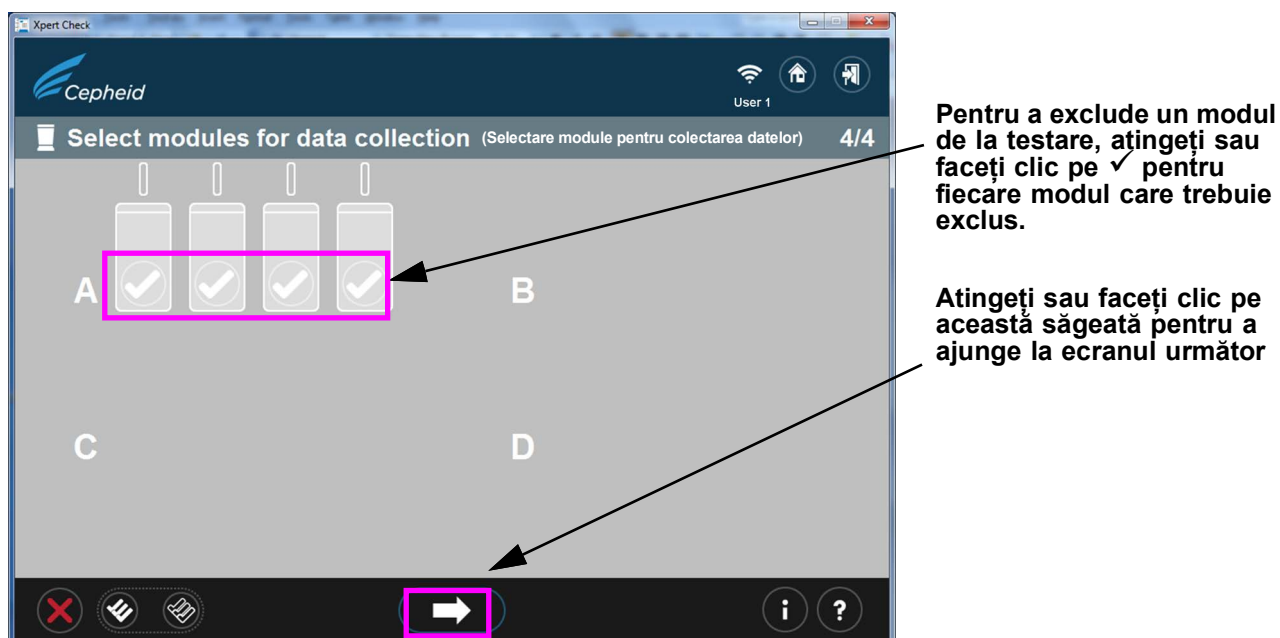 Xpert Check
Cepheid
User 1
Select modules for data collection (Selectare module pentru colectarea datelor) 4/4
A
B
C
D
i
?
Pentru a exclude un modul
de la testare, atingeți sau
faceți clic pe ✓ pentru
fiecare modul care trebuie
exclus.
Atingeți sau faceți clic pe
această săgeată pentru a
ajunge la ecranul următor